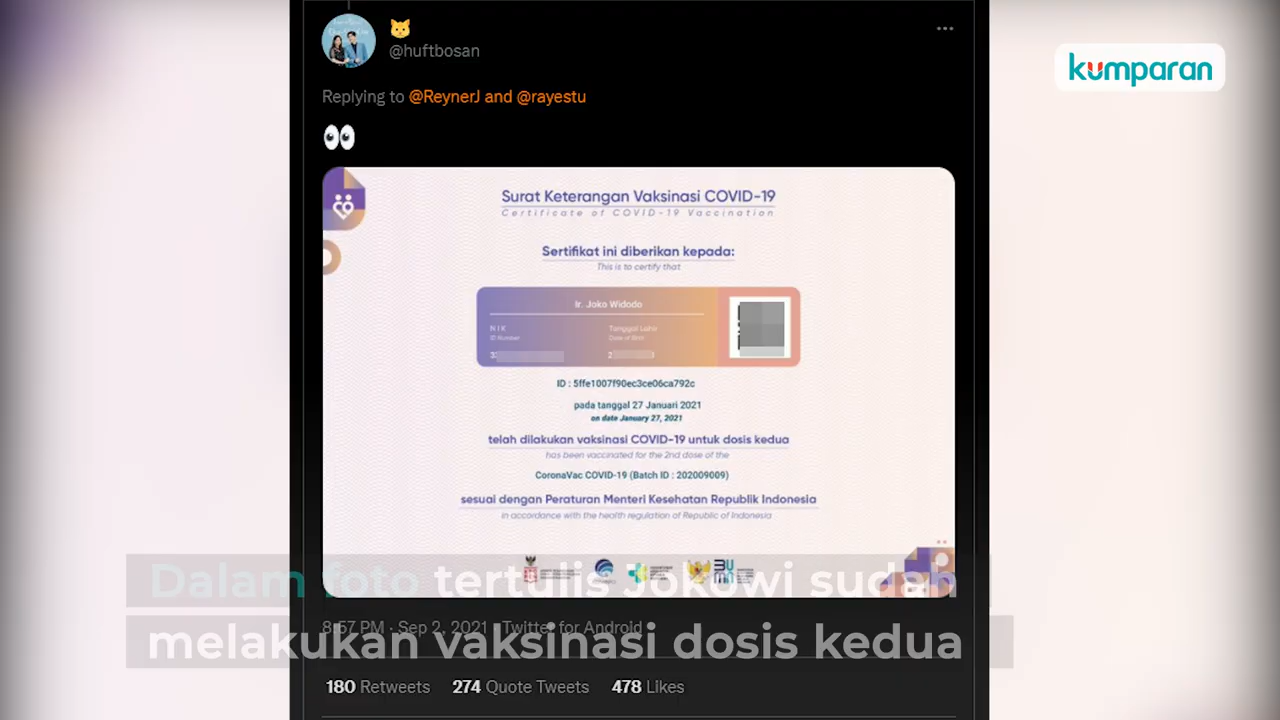 @huftbosan
kumparan
Replying to @ReynerJ and @rayestu
Surat Keterangan Vaksinasi COVID-19
Certificate of COVID-19 Vaccination
Sertifikat ini diberikan kepada:
This is to certify that
Ir. Joko Widodo
NIK
ID Number
Tanggal Lahir
Date of Birth
ID : 5ffe1007f90ec3ce06ca792c
pada tanggal 27 Januari 2021
on date January 27, 2021
telah dilakukan vaksinasi COVID-19 untuk dosis kedua
has been vaccinated for the 2nd dose of the
CoronaVac COVID-19 (Batch ID : 202009009)
sesuai dengan Peraturan Menteri Kesehatan Republik Indonesia
in accordance with the health regulation of Republic of Indonesia
Dalam foto tertulis Jokowi sudah
8:57 PM · Sep 2, 2021 · Twitter for Android
melakukan vaksinasi dosis kedua
180 Retweets 274 Quote Tweets 478 Likes